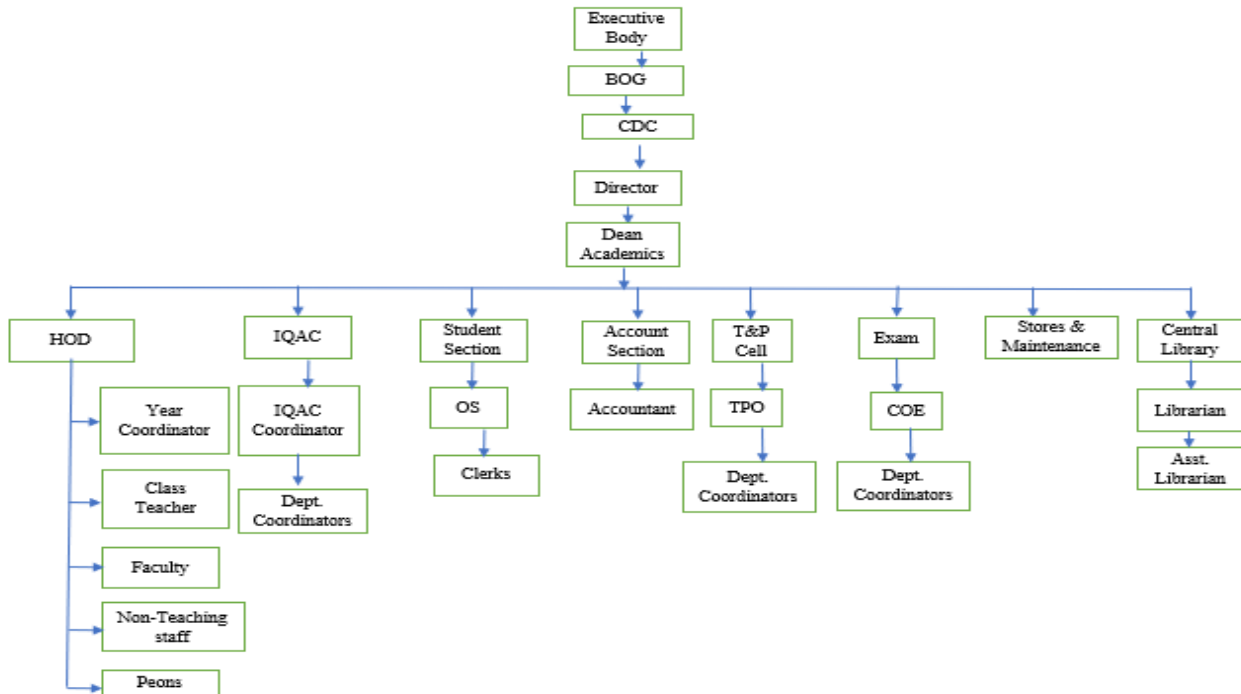 Executive
Body
BOG
CDC
Director
Dean
Academics
HOD
IQAC
Student
Section
Account
Section
T&P
Cell
Exam
Stores &
Maintenance
Central
Library
Year
Coordinator
IQAC
Coordinator
OS
Accountant
TPO
COE
Librarian
Clerks
Asst.
Librarian
Class
Teacher
Dept.
Coordinators
Dept.
Coordinators
Dept.
Coordinators
Faculty
Non-Teaching
staff
Peons